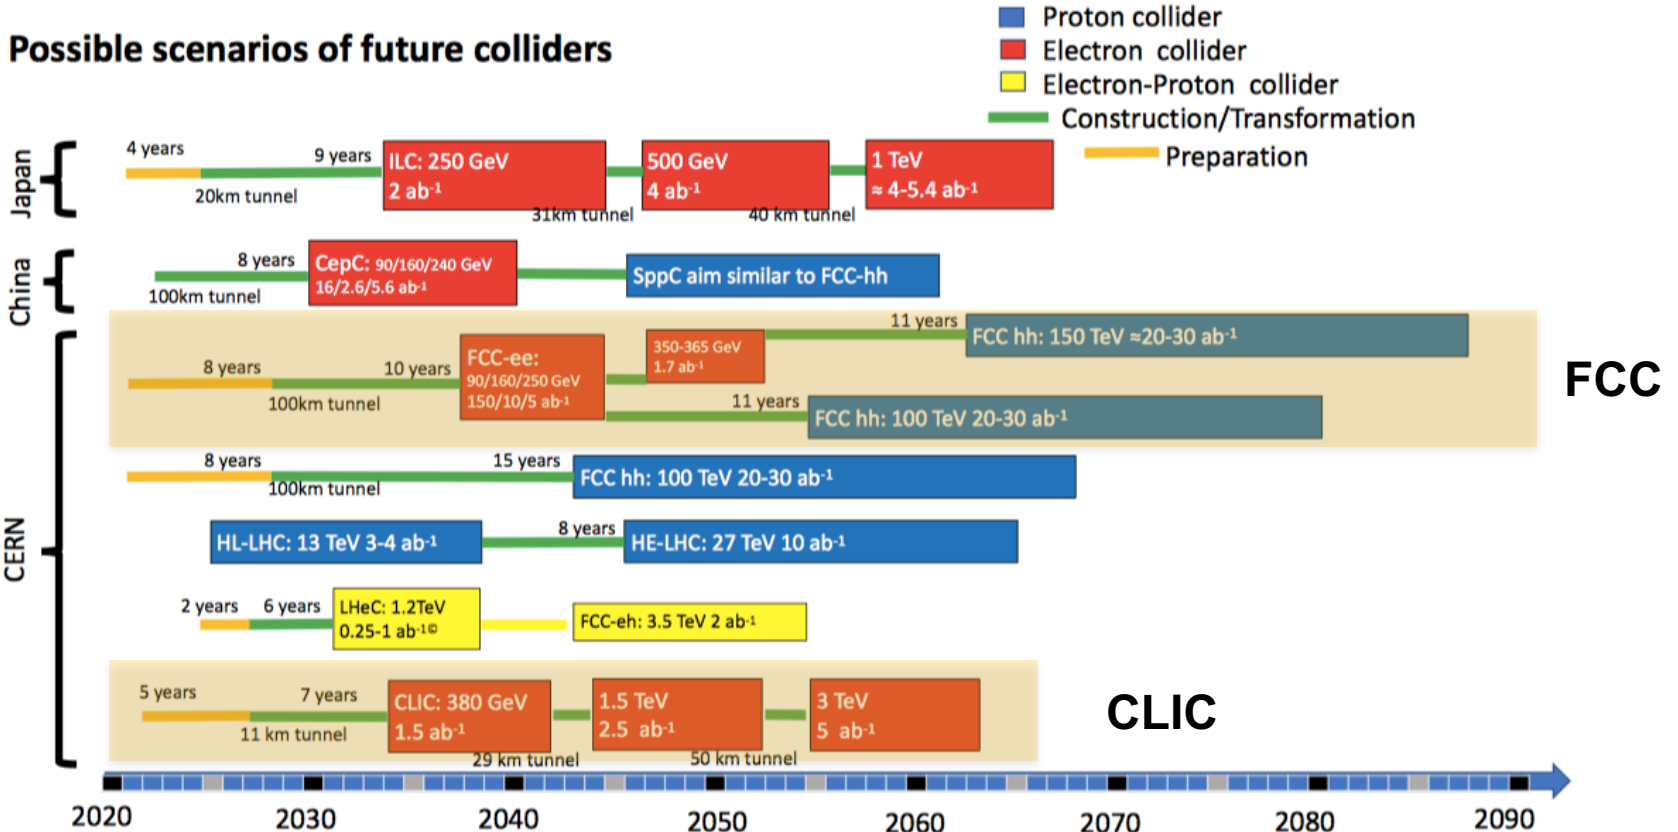 Possible scenarios of future colliders
Proton collider
Electron collider
Electron-Proton collider
Construction/Transformation
Preparation
Japan
4 years
9 years
20km tunnel
ILC: 250 GeV
2 ab-1
31km tunnel
500 GeV
4 ab-1
40 km tunnel
1 TeV
≈ 4-5.4 ab-1
China
8 years
100km tunnel
CepC: 90/160/240 GeV
16/2.6/5.6 ab-1
SppC aim similar to FCC-hh
CERN
8 years
10 years
100km tunnel
FCC-ee:
90/160/250 GeV
150/10/5 ab-1
350-365 GeV
1.7 ab-1
11 years
FCC hh: 150 TeV ≈20-30 ab-1
11 years
FCC hh: 100 TeV 20-30 ab-1
FCC
8 years
15 years
100km tunnel
FCC hh: 100 TeV 20-30 ab-1
HL-LHC: 13 TeV 3-4 ab-1
8 years
HE-LHC: 27 TeV 10 ab-1
2 years
6 years
LHeC: 1.2TeV
0.25-1 ab-1©
FCC-eh: 3.5 TeV 2 ab-1
5 years
7 years
11 km tunnel
CLIC: 380 GeV
1.5 ab-1
29 km tunnel
1.5 TeV
2.5 ab-1
50 km tunnel
3 TeV
5 ab-1
CLIC
2020
2030
2040
2050
2060
2070
2080
2090